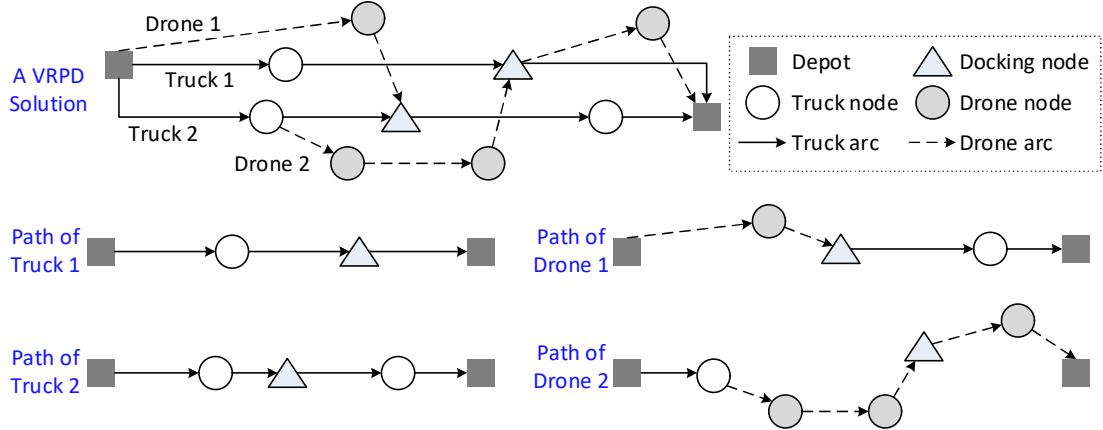 Drone 1
A VRPD
Solution
Truck 1
Truck 2
Drone 2
Depot
Docking node
Truck node
Drone node
Truck arc
Drone arc
Path of
Truck 1
Path of
Drone 1
Path of
Truck 2
Path of
Drone 2